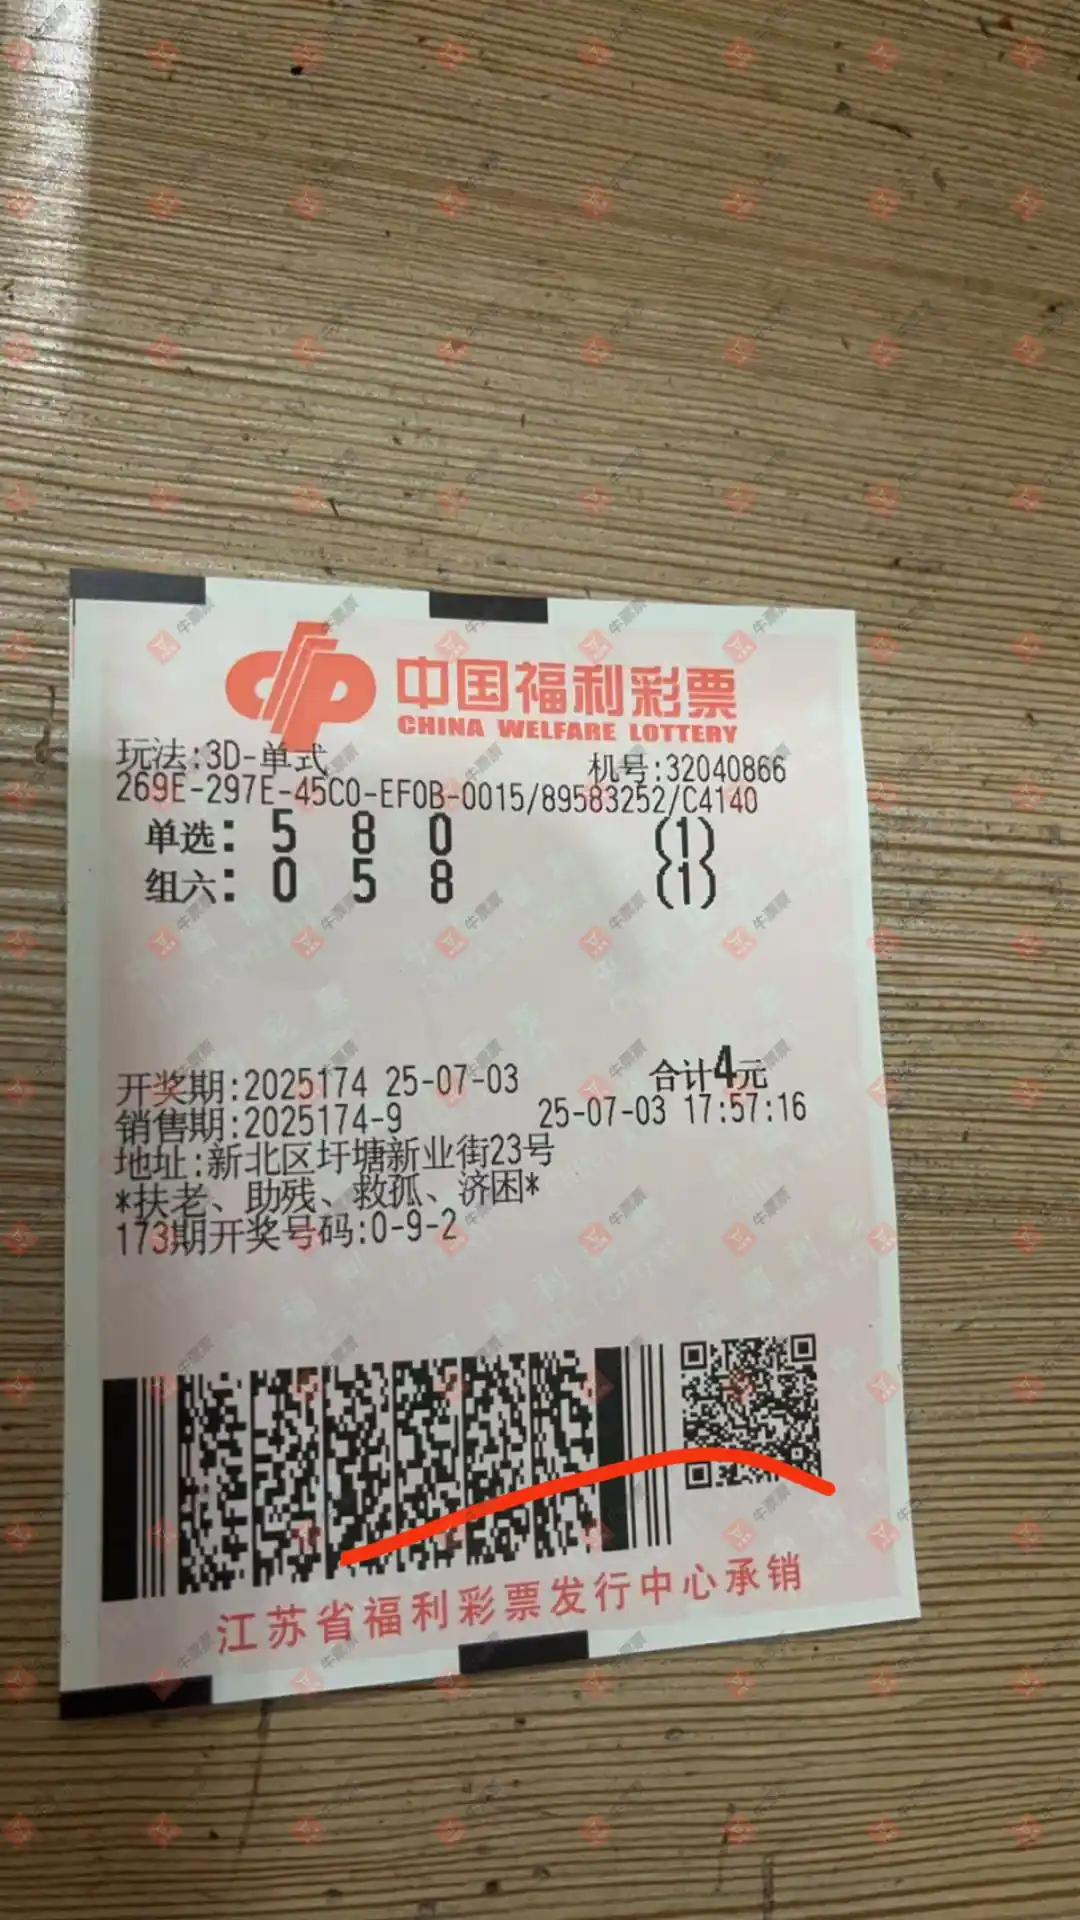 中国福利彩票
CHINA WELFARE LOTTERY
玩法:3D-单式 机号:32040866
269E-297E-45C0-EF0B-0015/89583252/C4140
单选: 5 8 0 (1)
组六: 0 5 8 (1)
开奖期:2025174 25-07-03 合计4元
销售期:2025174-9 25-07-03 17:57:16
地址:新北区圩塘新业街23号
*扶老、助残、救孤、济困*
173期开奖号码:0-9-2
江苏省福利彩票发行中心承销
牛票票